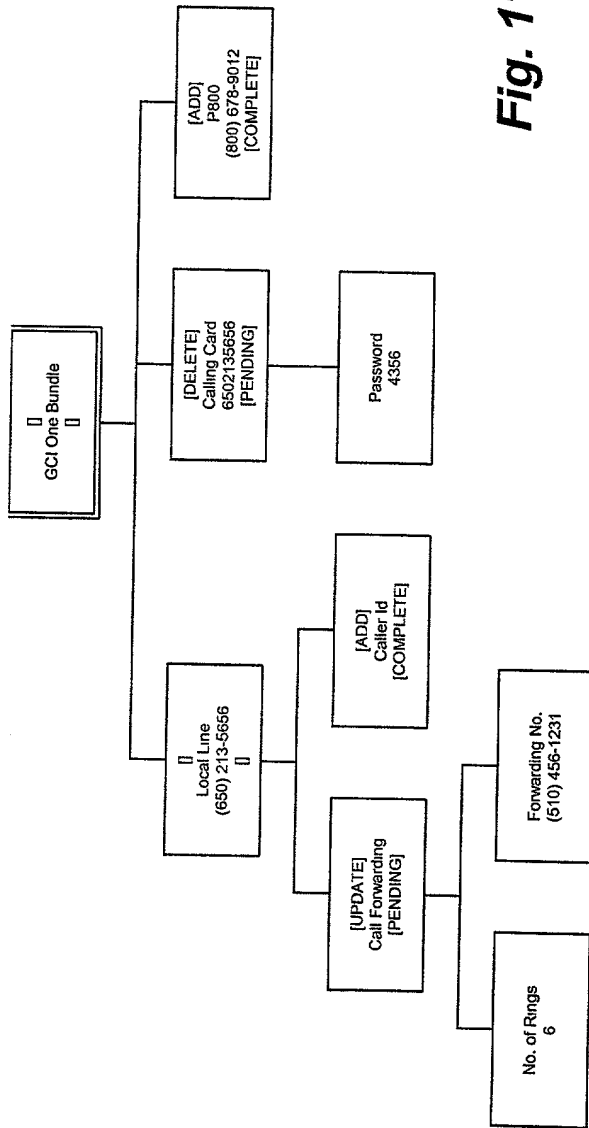 GCI One Bundle
[]
[]
Local Line
(650) 213-5656
[]
[DELETE]
Calling Card
6502135656
[PENDING]
[ADD]
P800
(800) 678-9012
[COMPLETE]
[UPDATE]
Call Forwarding
[PENDING]
[ADD]
Caller Id
[COMPLETE]
Password
4356
No. of Rings
6
Forwarding No.
(510) 456-1231
Fig.